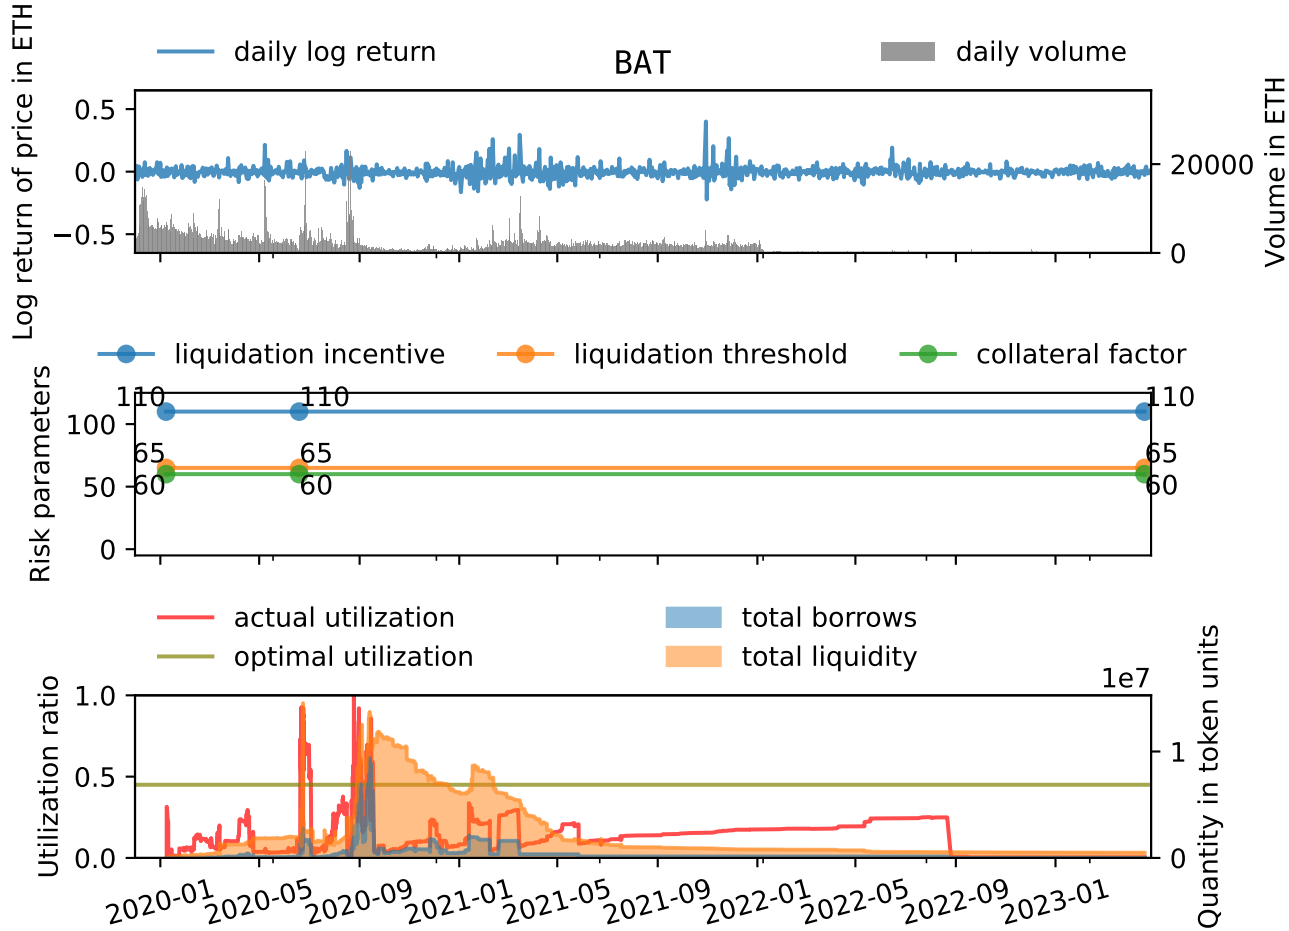 daily log return
BAT
daily volume
Log return of price in ETH
0.5
0.0
−0.5
20000
0
Volume in ETH
liquidation incentive
liquidation threshold
collateral factor
Risk parameters
100
50
0
110
110
110
65
65
65
60
60
60
actual utilization
total borrows
optimal utilization
total liquidity
Utilization ratio
1.0
0.5
0.0
1e7
1
0
Quantity in token units
2020-01
2020-05
2020-09
2021-01
2021-05
2021-09
2022-01
2022-05
2022-09
2023-01